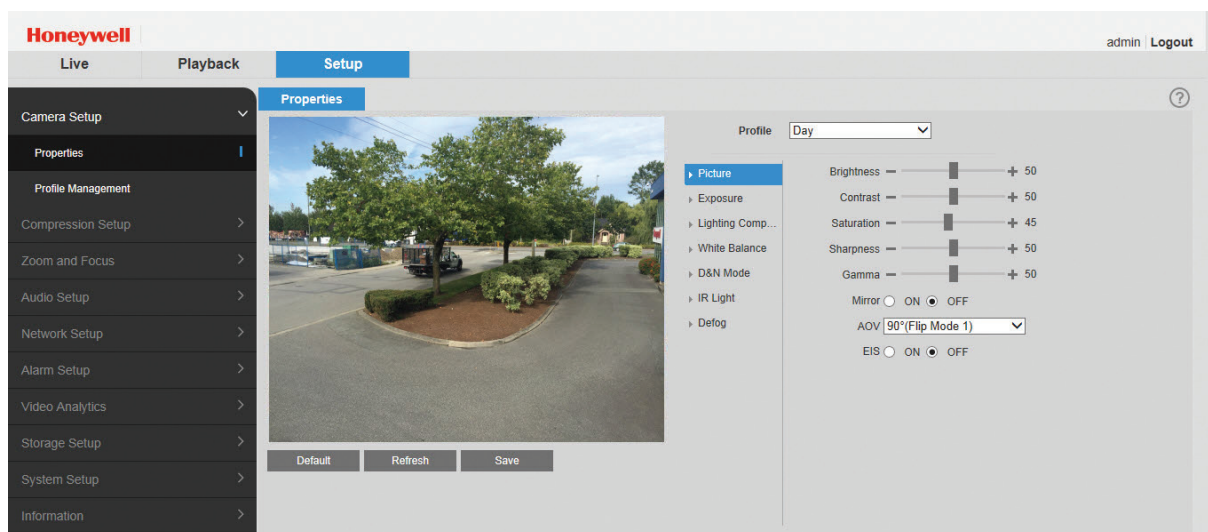 Honeywell
admin Logout
Live Playback Setup
Camera Setup
Properties
Profile Management
Compression Setup
Zoom and Focus
Audio Setup
Network Setup
Alarm Setup
Video Analytics
Storage Setup
System Setup
Information
Properties
?
Profile Day
Picture
Exposure
Lighting Comp...
White Balance
D&N Mode
IR Light
Defog
Brightness 50
Contrast 50
Saturation 45
Sharpness 50
Gamma 50
Mirror ON OFF
AOV 90°(Flip Mode 1)
EIS ON OFF
Default Refresh Save